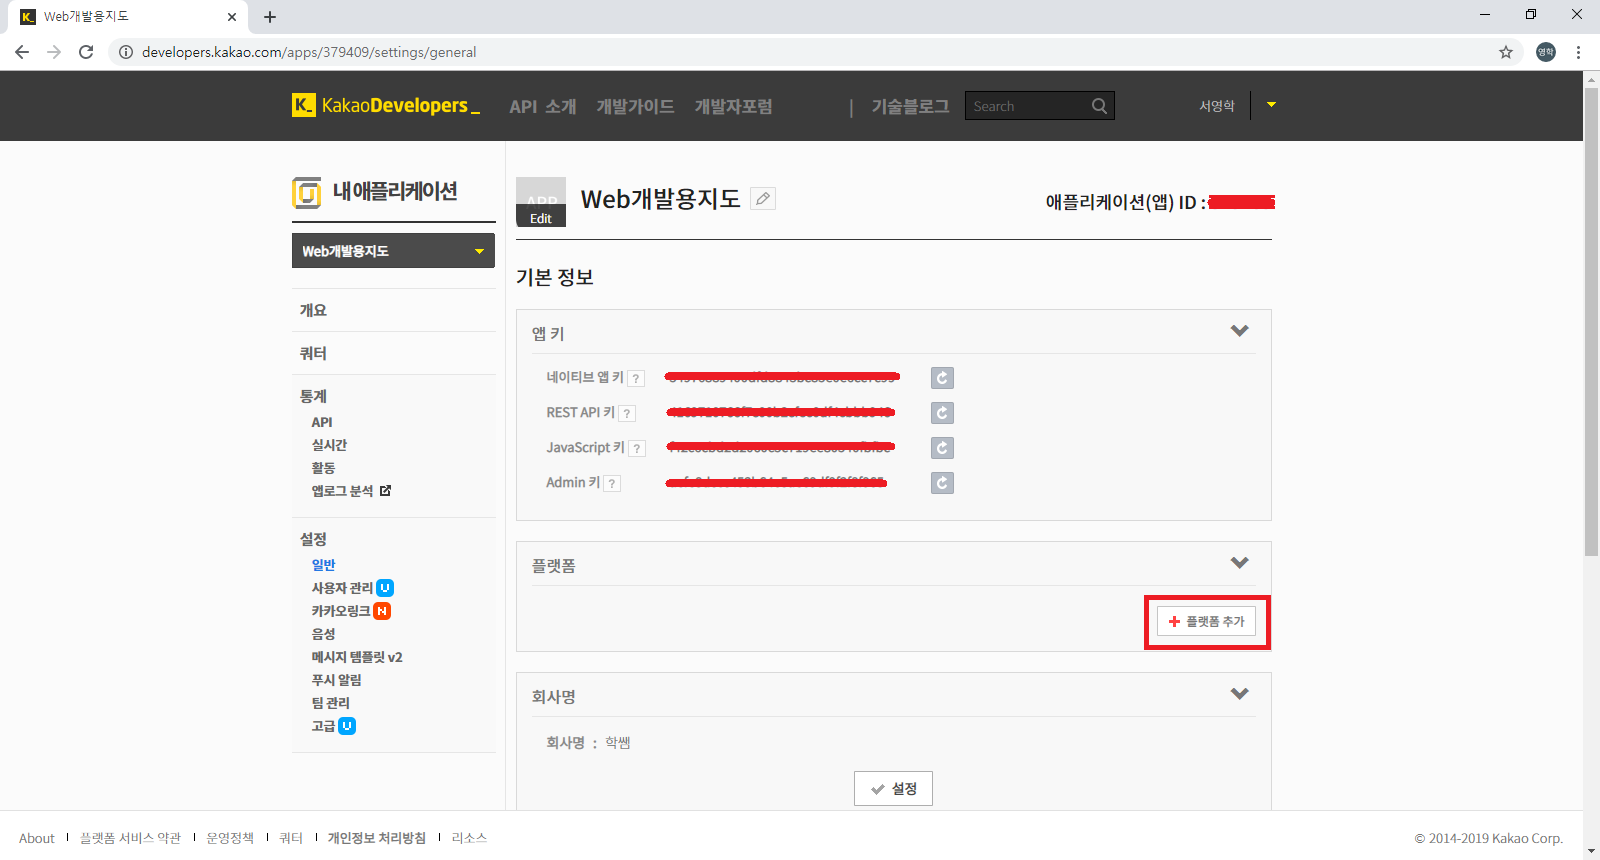 Web개발용지도
developers.kakao.com/apps/379409/settings/general
영학
K_ KakaoDevelopers_
API 소개
개발가이드
개발자포럼
|
기술블로그
Search
서영학
내 애플리케이션
Web개발용지도
개요
쿼터
통계
API
실시간
활동
앱로그 분석
설정
일반
사용자 관리 U
카카오링크 N
음성
메시지 템플릿 v2
푸시 알림
팀 관리
고급 U
APP
Edit
Web개발용지도
애플리케이션(앱) ID :
기본 정보
앱 키
네이티브 앱 키 ?
REST API 키 ?
JavaScript 키 ?
Admin 키 ?
플랫폼
+ 플랫폼 추가
회사명
회사명 : 학쌤
설정
About
플랫폼 서비스 약관
운영정책
쿼터
개인정보 처리방침
리소스
© 2014-2019 Kakao Corp.